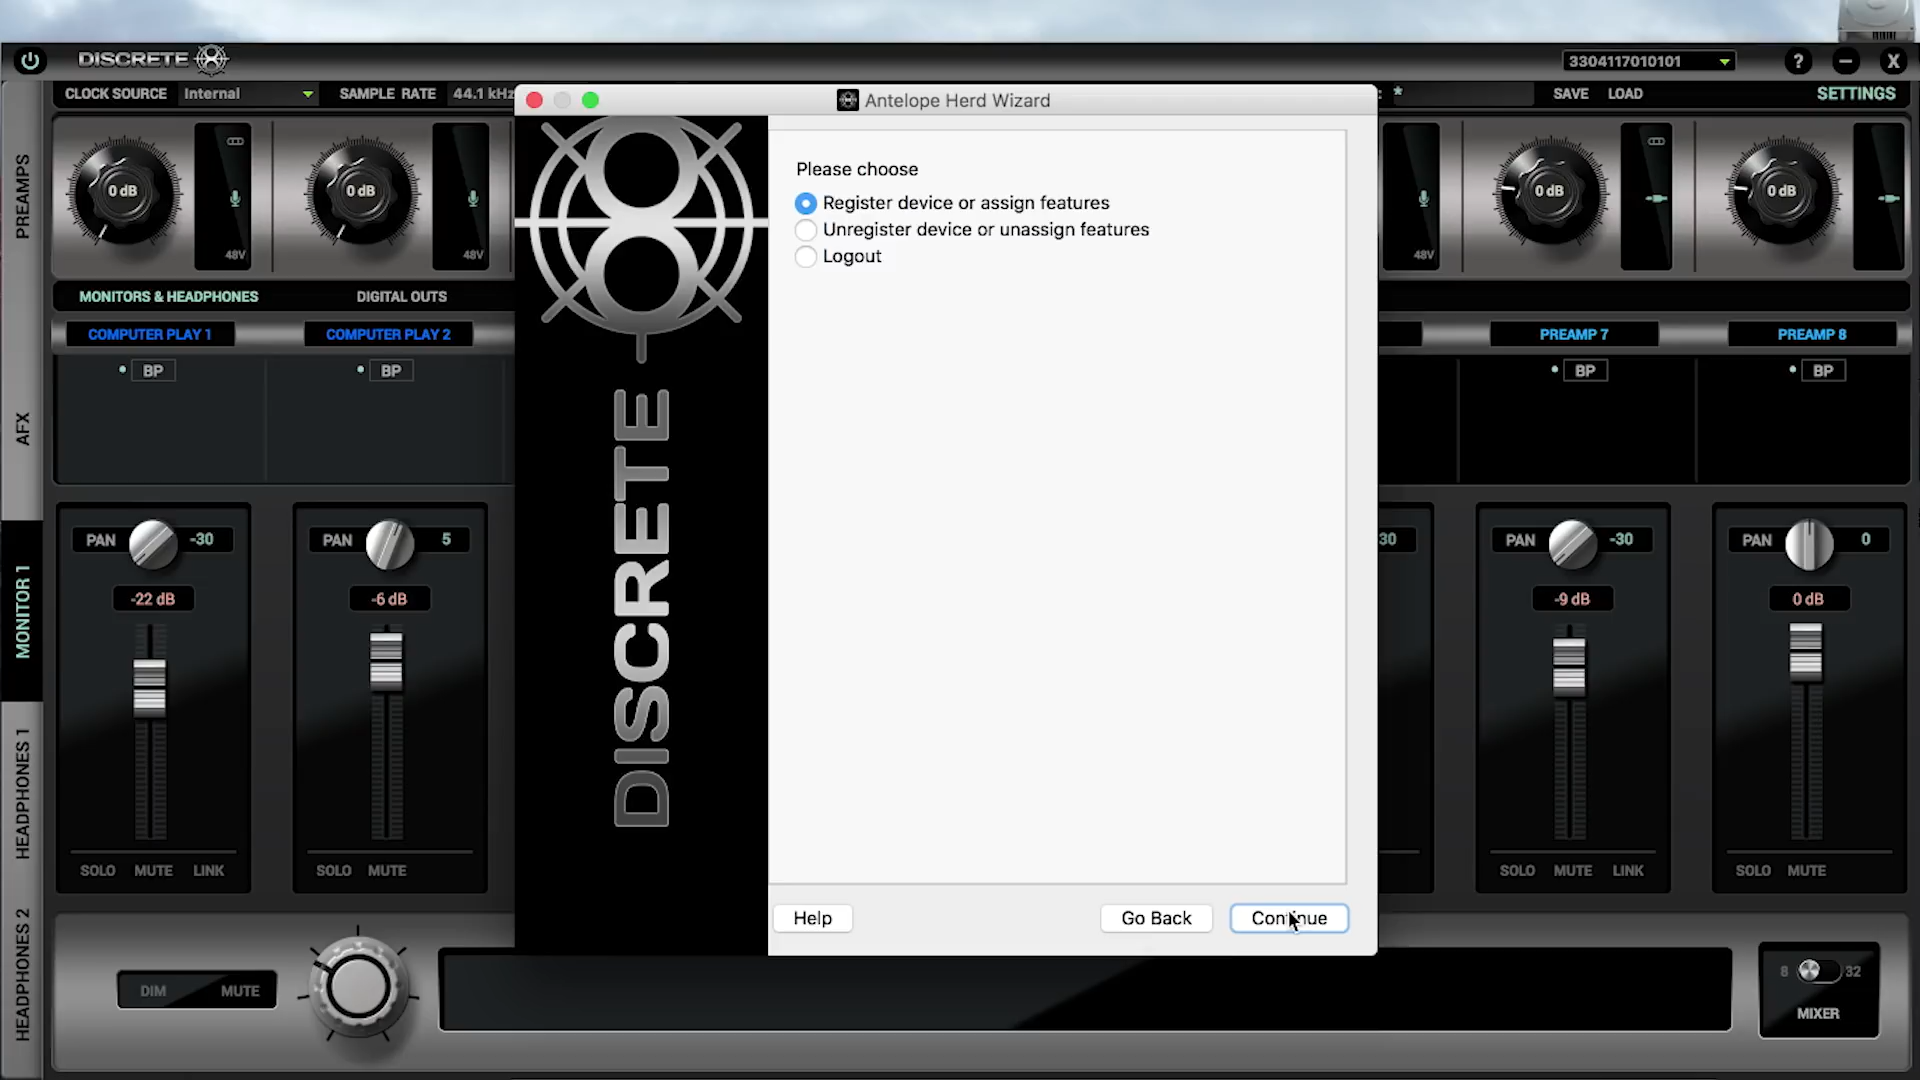 DISCRETE 8
3304117010101
?
X
CLOCK SOURCE Internal
SAMPLE RATE 44.1 kHz
: *
SAVE LOAD
SETTINGS
Antelope Herd Wizard
PREAMPS
0 dB
48V
0 dB
48V
48V
0 dB
0 dB
Please choose
Register device or assign features
Unregister device or unassign features
Logout
8
DISCRETE
MONITORS & HEADPHONES
DIGITAL OUTS
COMPUTER PLAY 1
COMPUTER PLAY 2
PREAMP 7
PREAMP 8
BP
BP
BP
BP
AFX
MONITOR 1
HEADPHONES 1
HEADPHONES 2
PAN -30
PAN 5
30
PAN -30
PAN 0
-22 dB
-6 dB
-9 dB
0 dB
SOLO MUTE LINK
SOLO MUTE
SOLO MUTE LINK
SOLO MUTE
Help
Go Back
Continue
DIM MUTE
8 32
MIXER